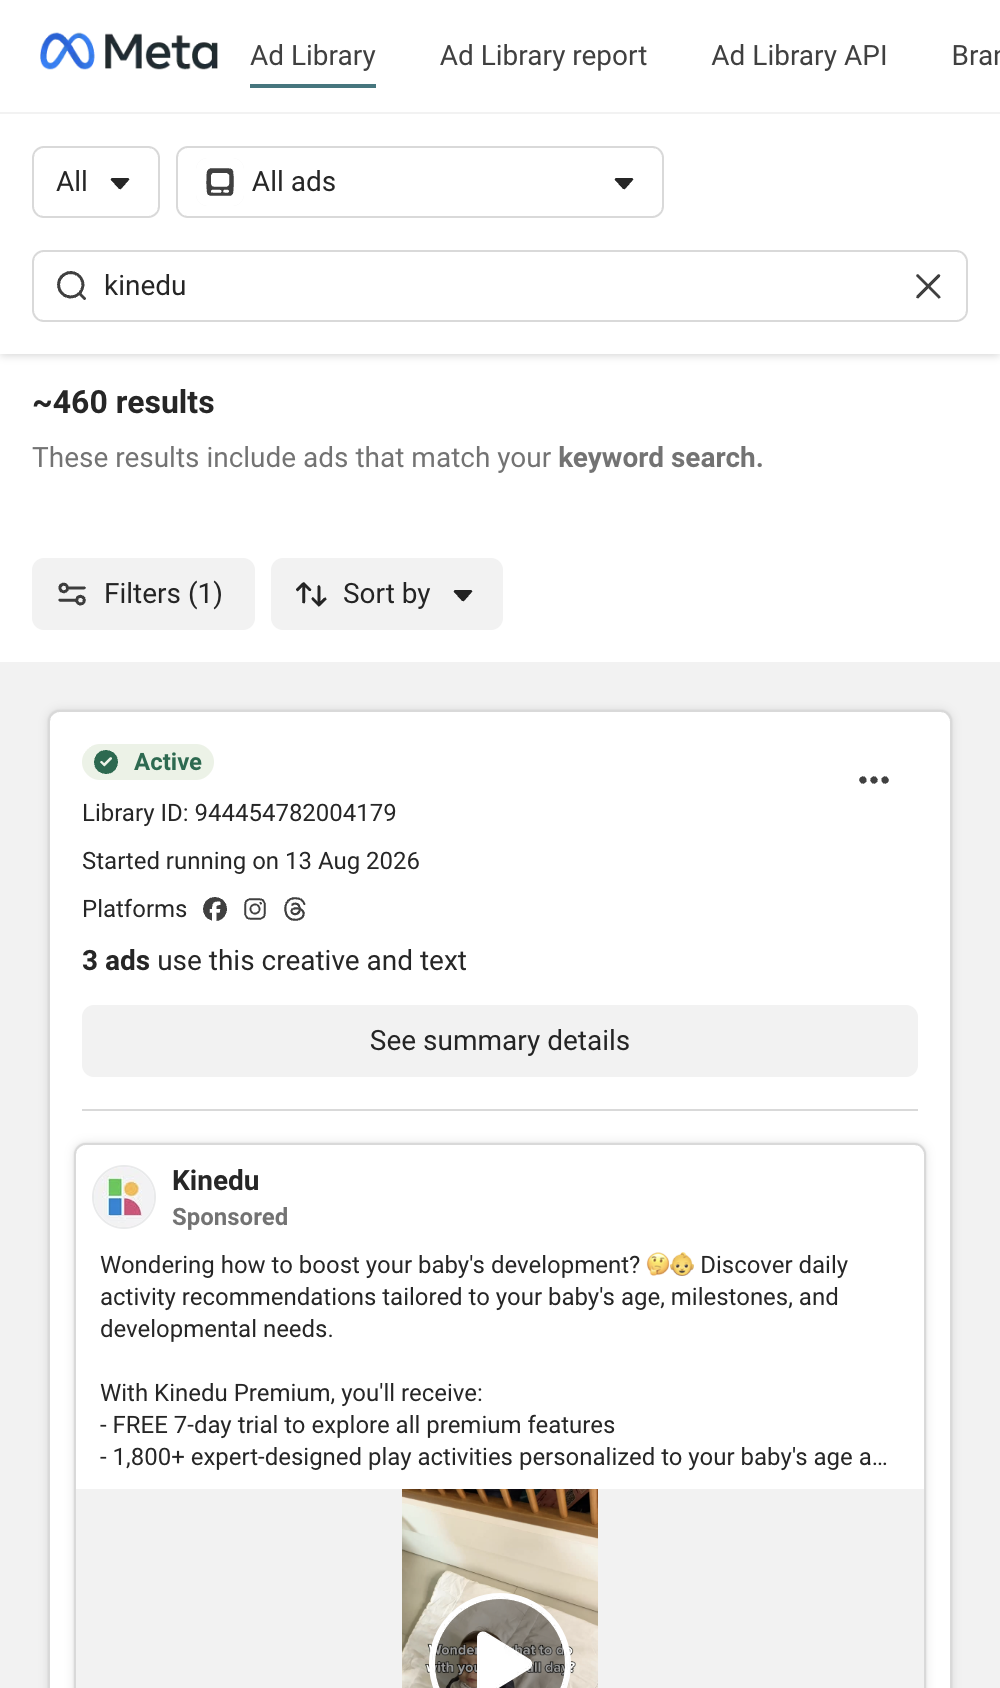 Meta
Ad Library
Ad Library report
Ad Library API
All
All ads
kinedu
~460 results
These results include ads that match your keyword search.
Filters (1)
Sort by
Active
Library ID: 944454782004179
Started running on 13 Aug 2026
Platforms
3 ads use this creative and text
See summary details
Kinedu
Sponsored
Wondering how to boost your baby's development? 🤔👶 Discover daily
activity recommendations tailored to your baby's age, milestones, and
developmental needs.
With Kinedu Premium, you'll receive:
- FREE 7-day trial to explore all premium features
- 1,800+ expert-designed play activities personalized to your baby's age a...
to do
with
all day?